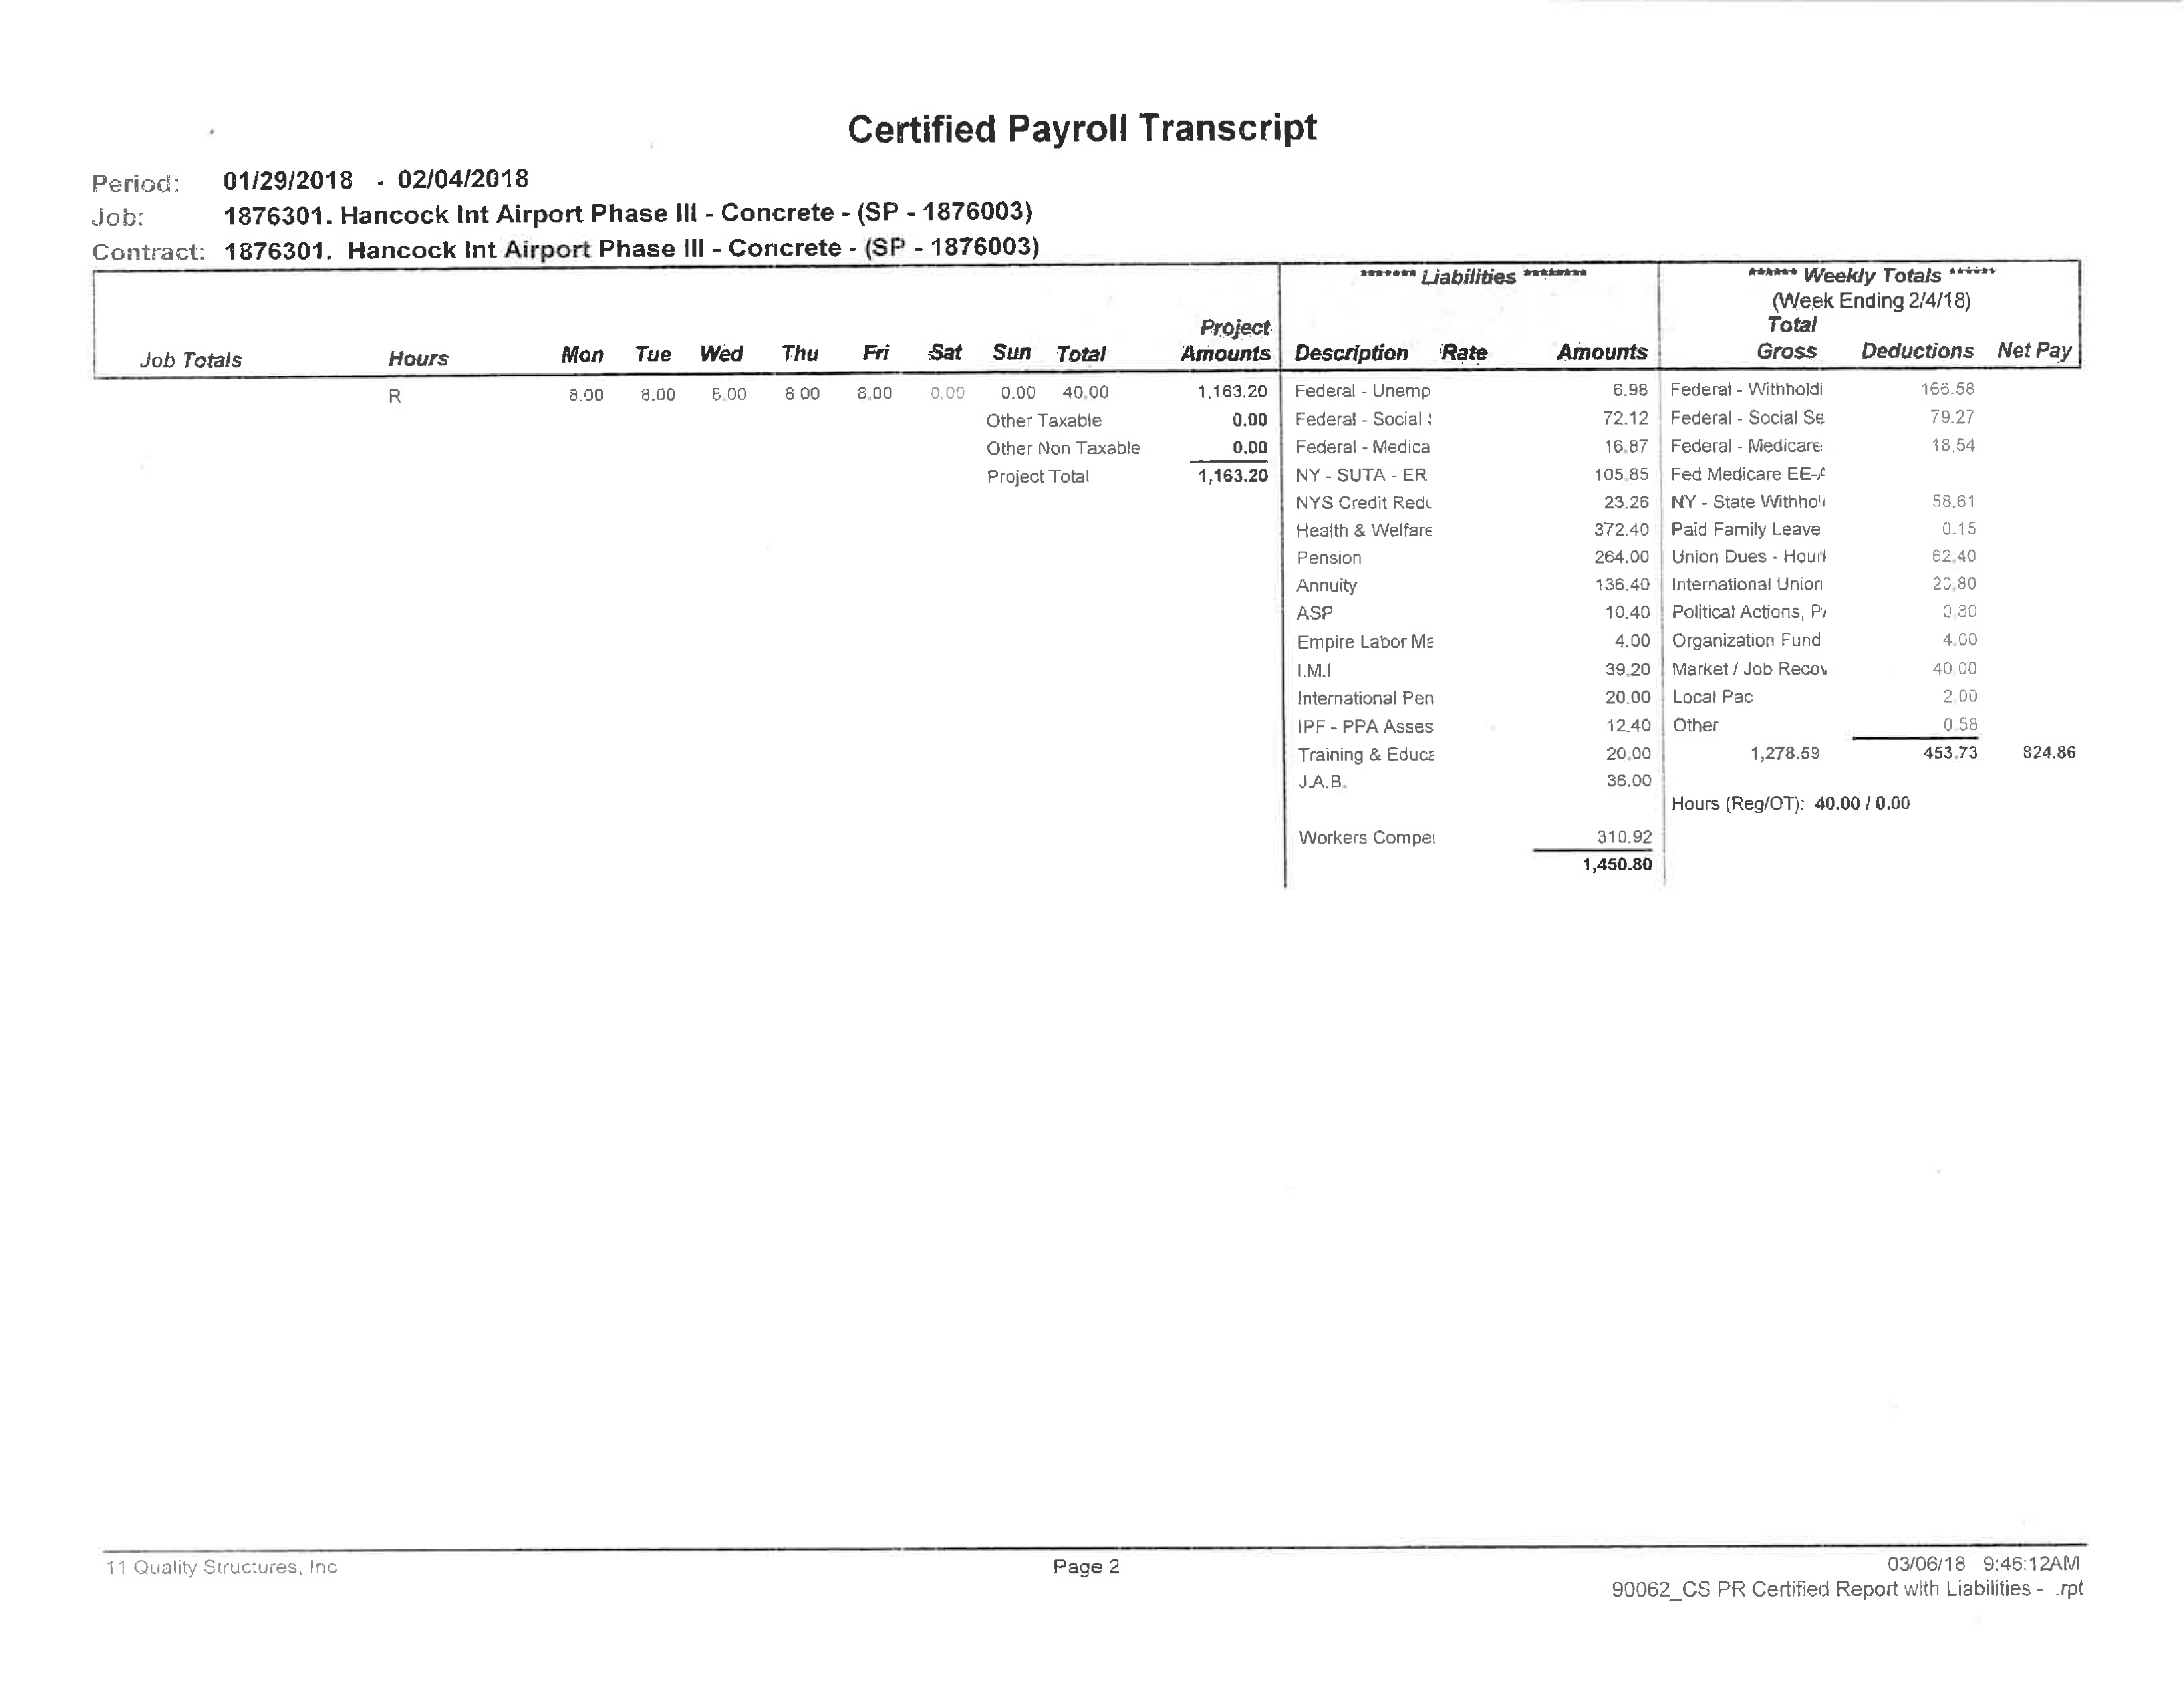 Certified Payroll Transcript
Period: 01/29/2018 - 02/04/2018
Job: 1876301. Hancock Int Airport Phase III - Concrete - (SP - 1876003)
Contract: 1876301. Hancock Int Airport Phase III - Concrete - (SP - 1876003)
******* Liabilities ******** ****** Weekly Totals ******
(Week Ending 2/4/18)
Project Total
Job Totals Hours Mon Tue Wed Thu Fri Sat Sun Total Amounts Description Rate Amounts Gross Deductions Net Pay
R 8.00 8.00 8.00 8.00 8.00 0.00 0.00 40.00 1,163.20 Federal - Unemp 6.98 Federal - Withholdi 166.58
Other Taxable 0.00 Federal - Social 72.12 Federal - Social Se 79.27
Other Non Taxable 0.00 Federal - Medica 16.87 Federal - Medicare 18.54
Project Total 1,163.20 NY - SUTA - ER 105.85 Fed Medicare EE-A
NYS Credit Redu 23.26 NY - State Withhol 58.61
Health & Welfare 372.40 Paid Family Leave 0.15
Pension 264.00 Union Dues - Hourl 62.40
Annuity 136.40 International Union 20.80
ASP 10.40 Political Actions, PA 0.80
Empire Labor Ma 4.00 Organization Fund 4.00
I.M.I 39.20 Market / Job Recov 40.00
International Pen 20.00 Local Pac 2.00
IPF - PPA Asses 12.40 Other 0.58
Training & Educa 20.00 1,278.59 453.73 824.86
J.A.B. 36.00
Hours (Reg/OT): 40.00 / 0.00
Workers Compe 310.92
1,450.80
11 Quality Structures, Inc Page 2 03/06/18 9:46:12AM
90062_CS PR Certified Report with Liabilities - .rpt